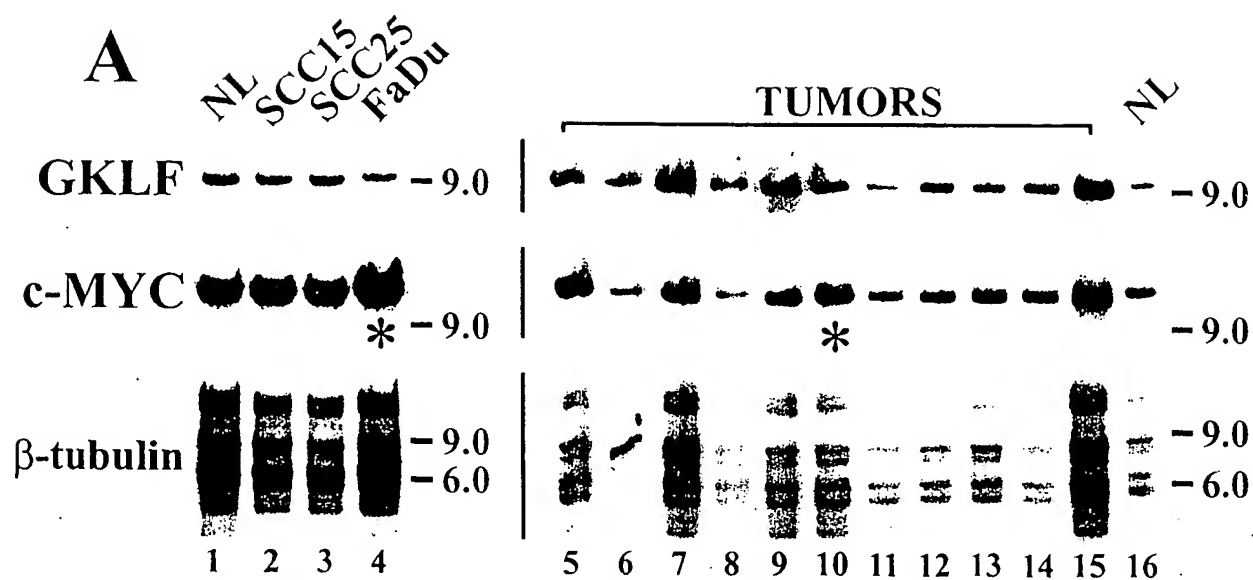 A
NL SCC15 SCC25 FaDu
TUMORS
NL
GKLF
– 9.0
– 9.0
c-MYC
– 9.0
– 9.0
*
*
β-tubulin
– 9.0
– 6.0
– 9.0
– 6.0
1 2 3 4 5 6 7 8 9 10 11 12 13 14 15 16